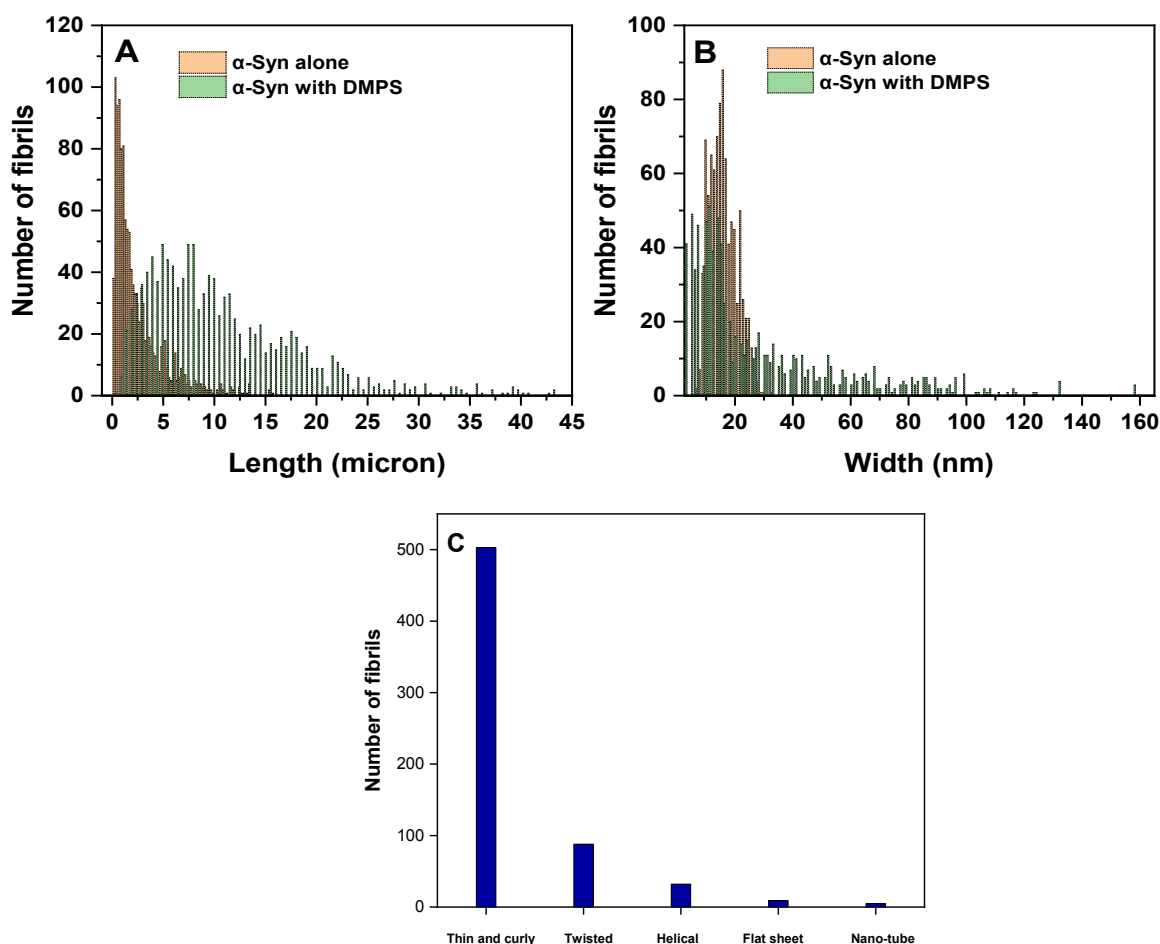 A
α-Syn alone
α-Syn with DMPS
Number of fibrils
120
100
80
60
40
20
0
0 5 10 15 20 25 30 35 40 45
Length (micron)
B
α-Syn alone
α-Syn with DMPS
Number of fibrils
100
80
60
40
20
0
20 40 60 80 100 120 140 160
Width (nm)
C
Number of fibrils
500
400
300
200
100
0
Thin and curly Twisted Helical Flat sheet Nano-tube